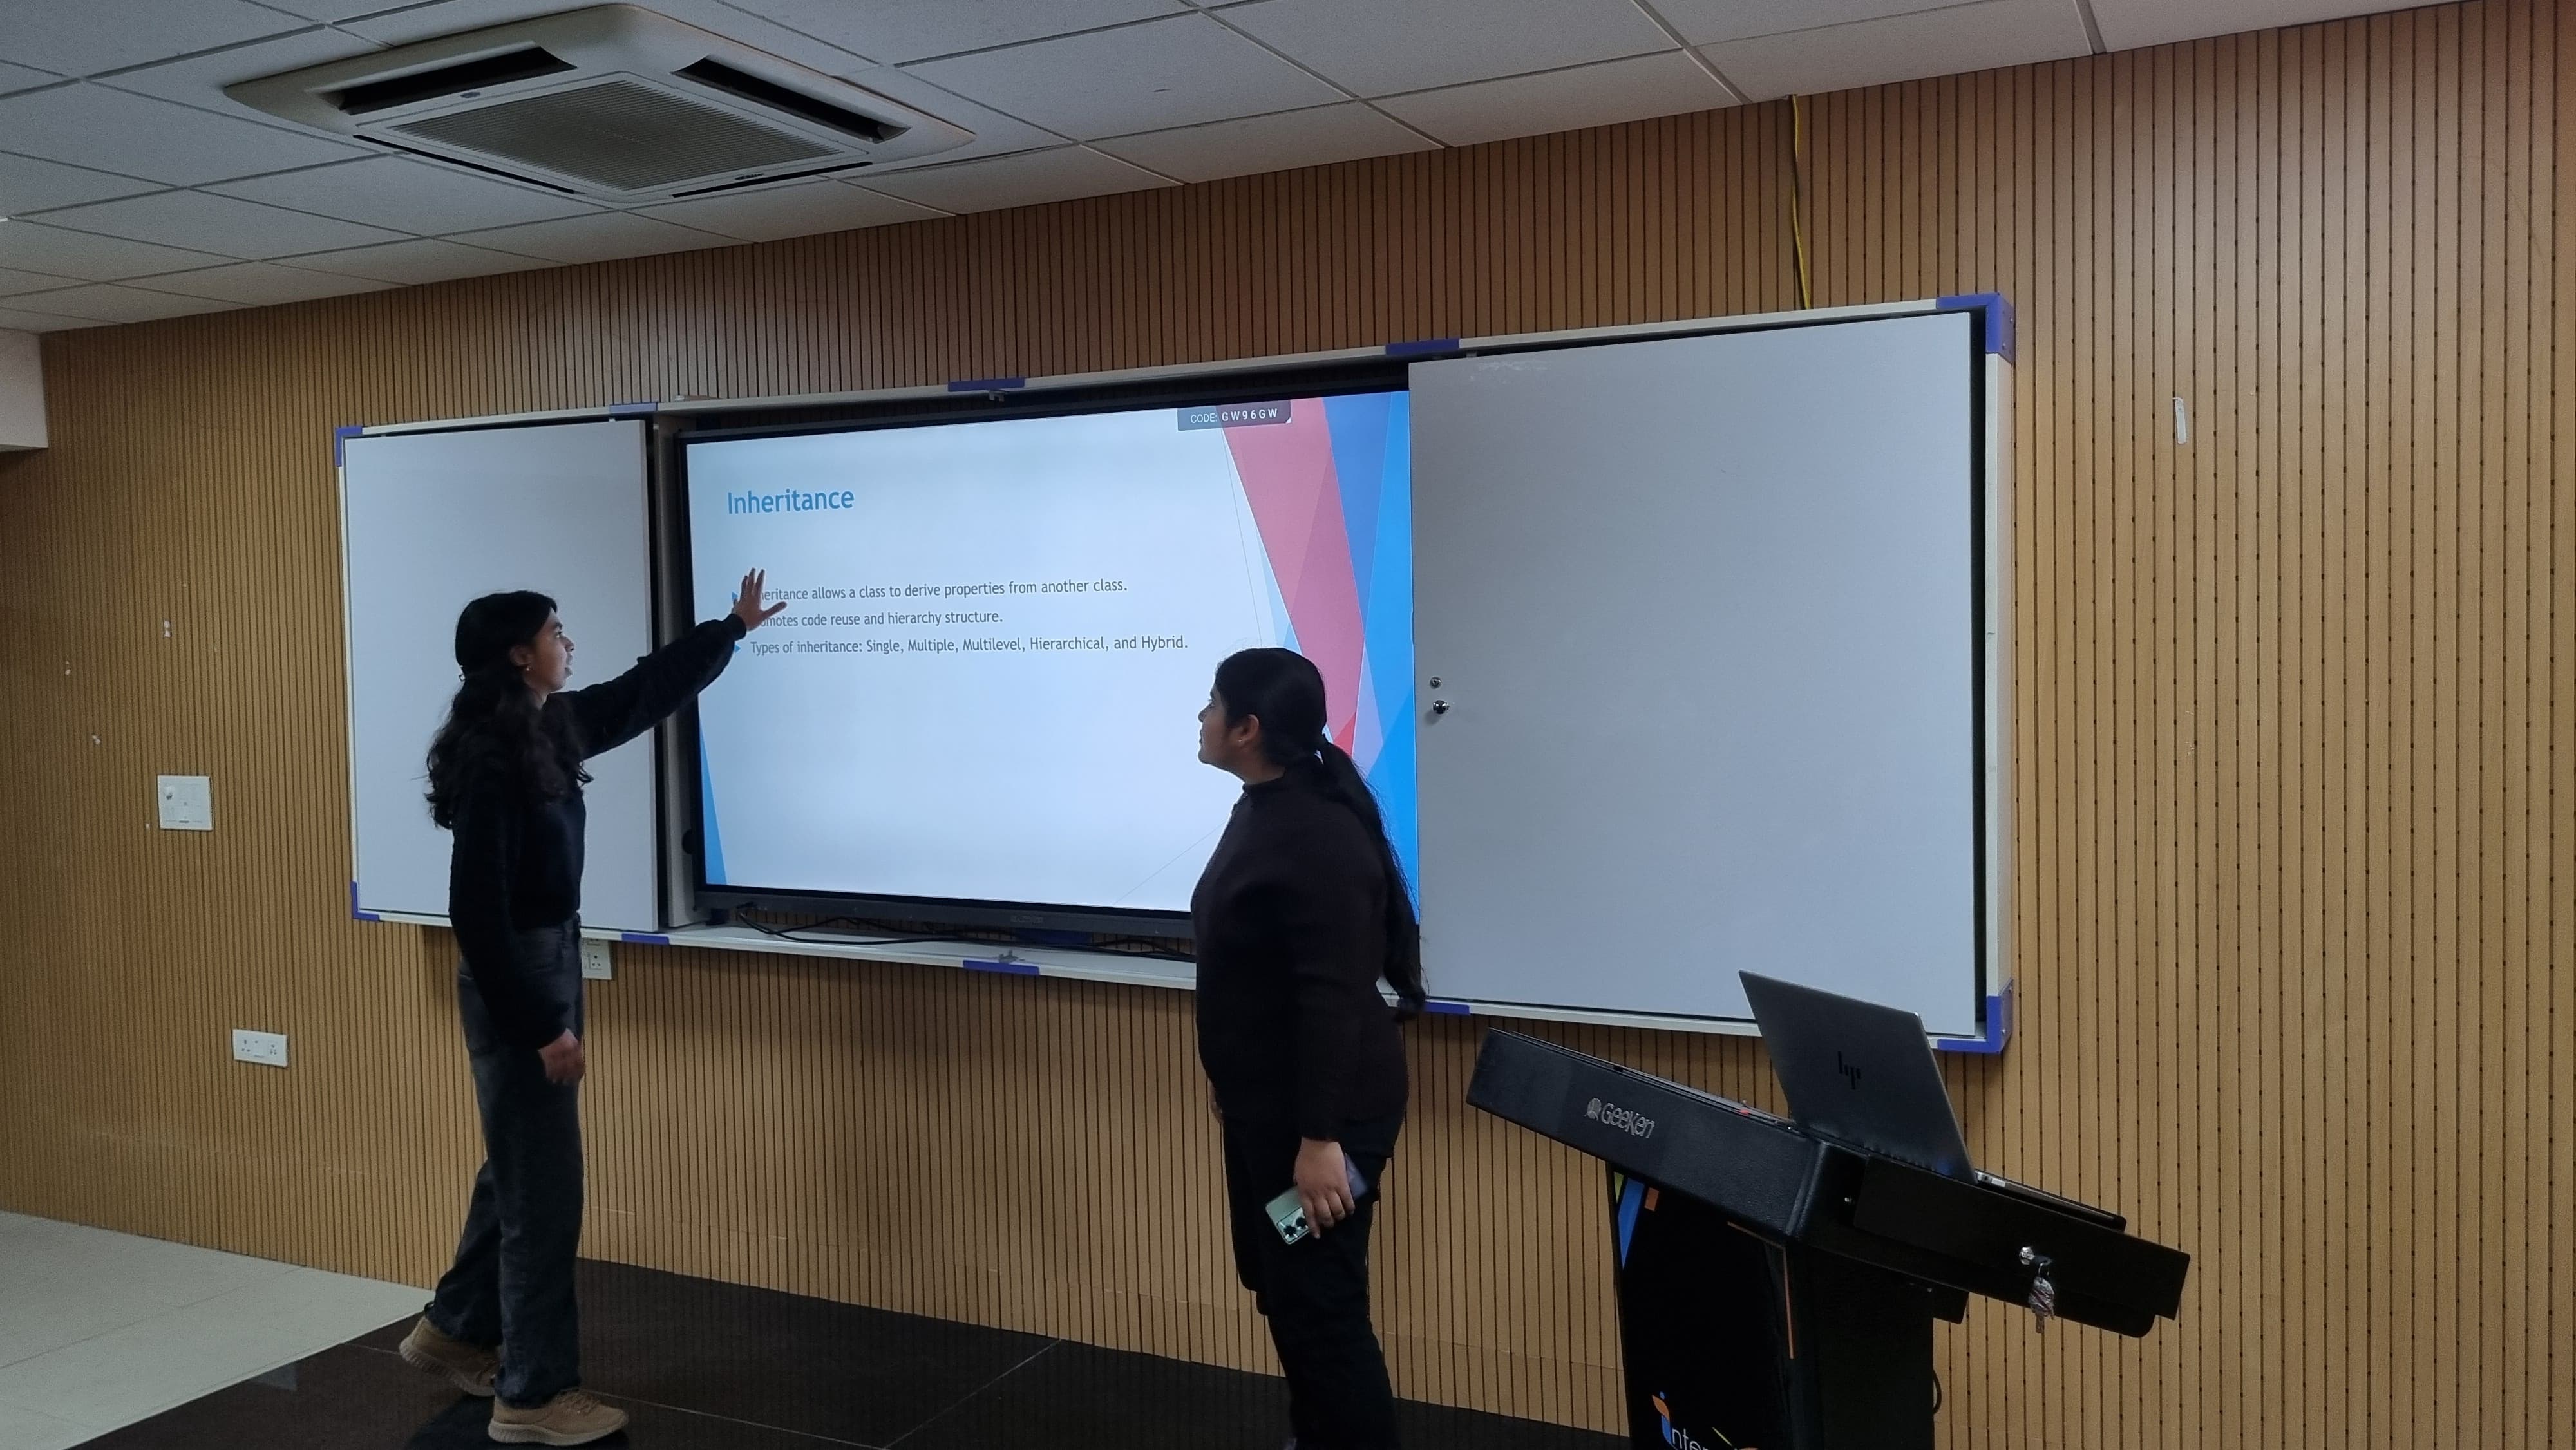 CODE: GW96GW
Inheritance
heritance allows a class to derive properties from another class.
omotes code reuse and hierarchy structure.
Types of inheritance: Single, Multiple, Multilevel, Hierarchical, and Hybrid.
hp
Geeken